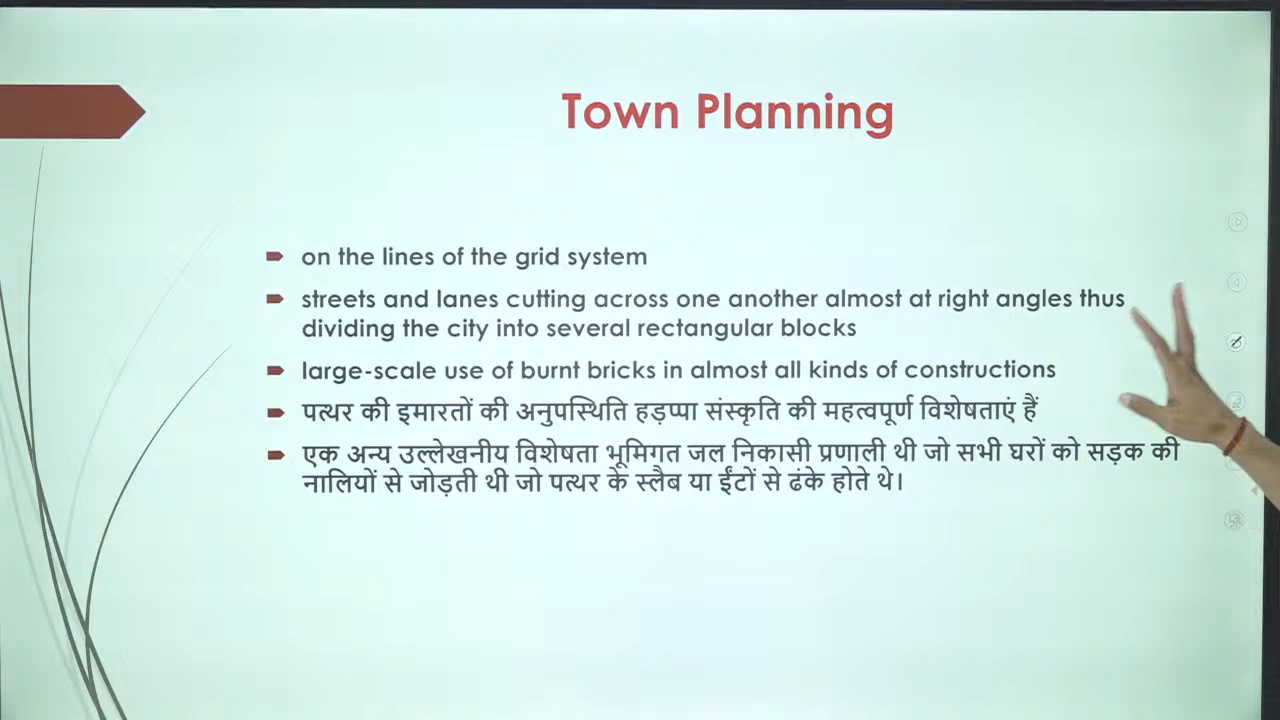 Town Planning
on the lines of the grid system
streets and lanes cutting across one another almost at right angles thus
dividing the city into several rectangular blocks
large-scale use of burnt bricks in almost all kinds of constructions
पत्थर की इमारतों की अनुपस्थिति हड़प्पा संस्कृति की महत्वपूर्ण विशेषताएं हैं
एक अन्य उल्लेखनीय विशेषता भूमिगत जल निकासी प्रणाली थी जो सभी घरों को सड़क की
नालियों से जोड़ती थी जो पत्थर के स्लैब या ईंटों से ढंके होते थे।